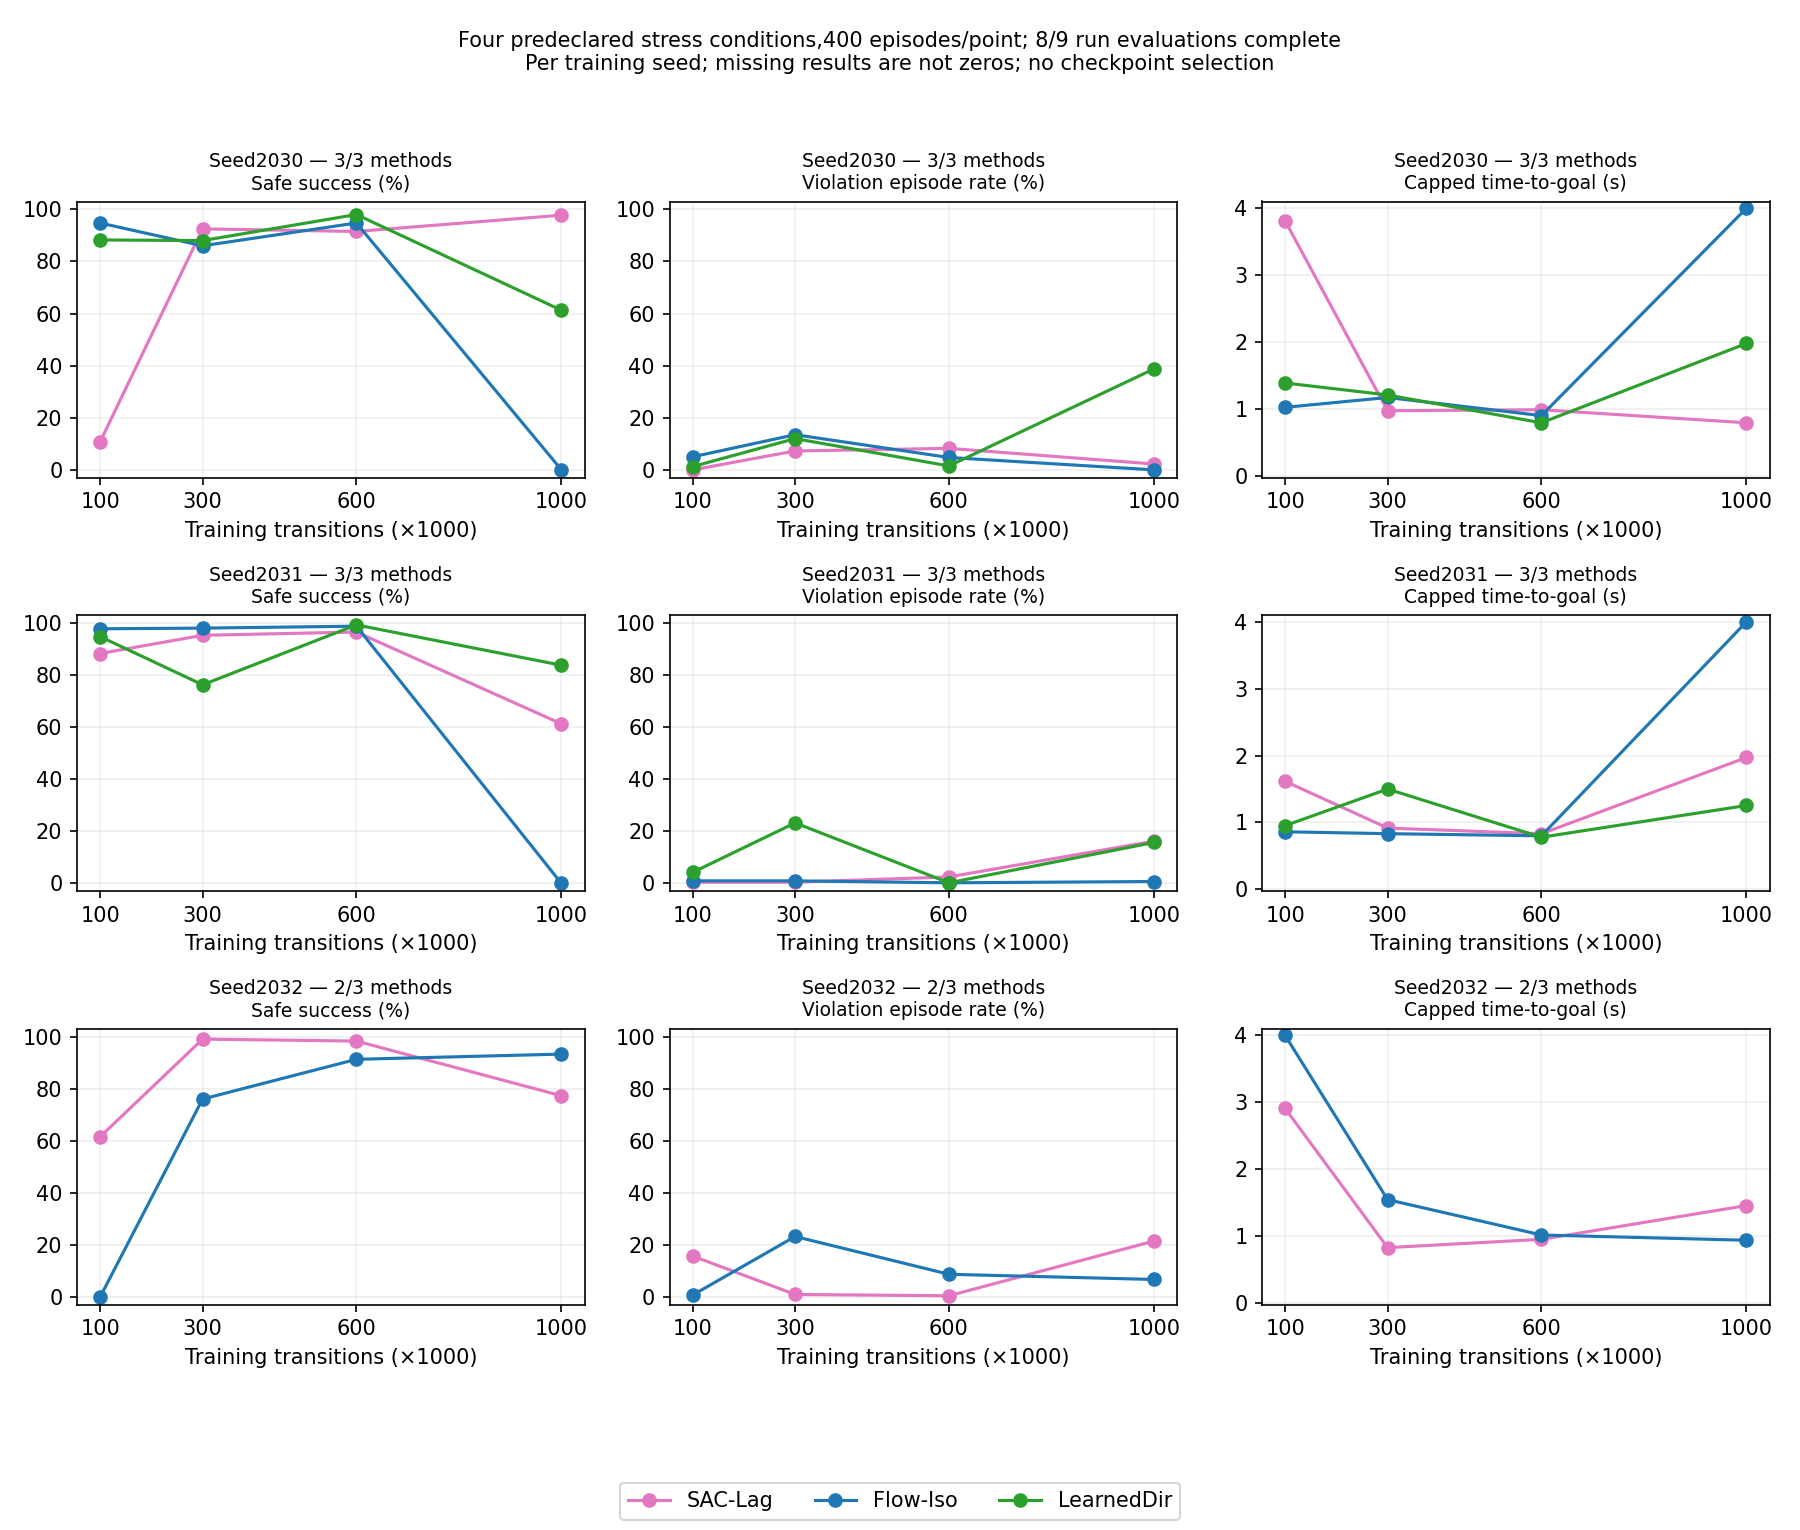 Four predeclared stress conditions,400 episodes/point; 8/9 run evaluations complete
Per training seed; missing results are not zeros; no checkpoint selection
Seed2030 — 3/3 methods
Safe success (%)
100
80
60
40
20
0
100 300 600 1000
Training transitions (×1000)
Seed2030 — 3/3 methods
Violation episode rate (%)
100
80
60
40
20
0
100 300 600 1000
Training transitions (×1000)
Seed2030 — 3/3 methods
Capped time-to-goal (s)
4
3
2
1
0
100 300 600 1000
Training transitions (×1000)
Seed2031 — 3/3 methods
Safe success (%)
100
80
60
40
20
0
100 300 600 1000
Training transitions (×1000)
Seed2031 — 3/3 methods
Violation episode rate (%)
100
80
60
40
20
0
100 300 600 1000
Training transitions (×1000)
Seed2031 — 3/3 methods
Capped time-to-goal (s)
4
3
2
1
0
100 300 600 1000
Training transitions (×1000)
Seed2032 — 2/3 methods
Safe success (%)
100
80
60
40
20
0
100 300 600 1000
Training transitions (×1000)
Seed2032 — 2/3 methods
Violation episode rate (%)
100
80
60
40
20
0
100 300 600 1000
Training transitions (×1000)
Seed2032 — 2/3 methods
Capped time-to-goal (s)
4
3
2
1
0
100 300 600 1000
Training transitions (×1000)
SAC-Lag Flow-Iso LearnedDir